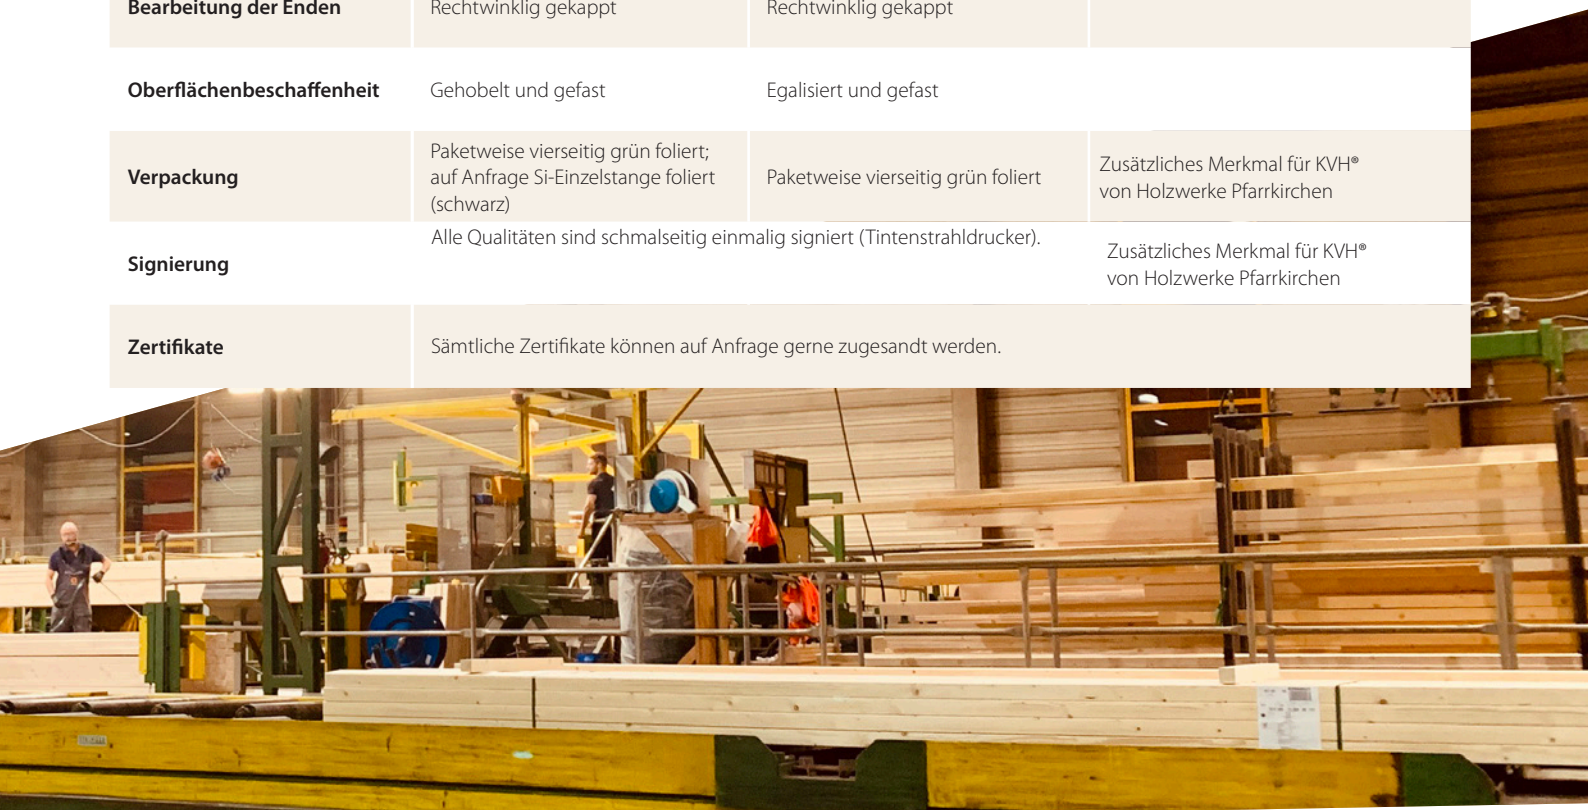 Bearbeitung der Enden Rechtwinklig gekappt Rechtwinklig gekappt
Oberflächenbeschaffenheit Gehobelt und gefast Egalisiert und gefast
Verpackung
Paketweise vierseitig grün foliert;
auf Anfrage Si-Einzelstange foliert
(schwarz)
Paketweise vierseitig grün foliert
Zusätzliches Merkmal für KVH®
von Holzwerke Pfarrkirchen
Signierung
Alle Qualitäten sind schmalseitig einmalig signiert (Tintenstrahldrucker).
Zusätzliches Merkmal für KVH®
von Holzwerke Pfarrkirchen
Zertifikate Sämtliche Zertifikate können auf Anfrage gerne zugesandt werden.